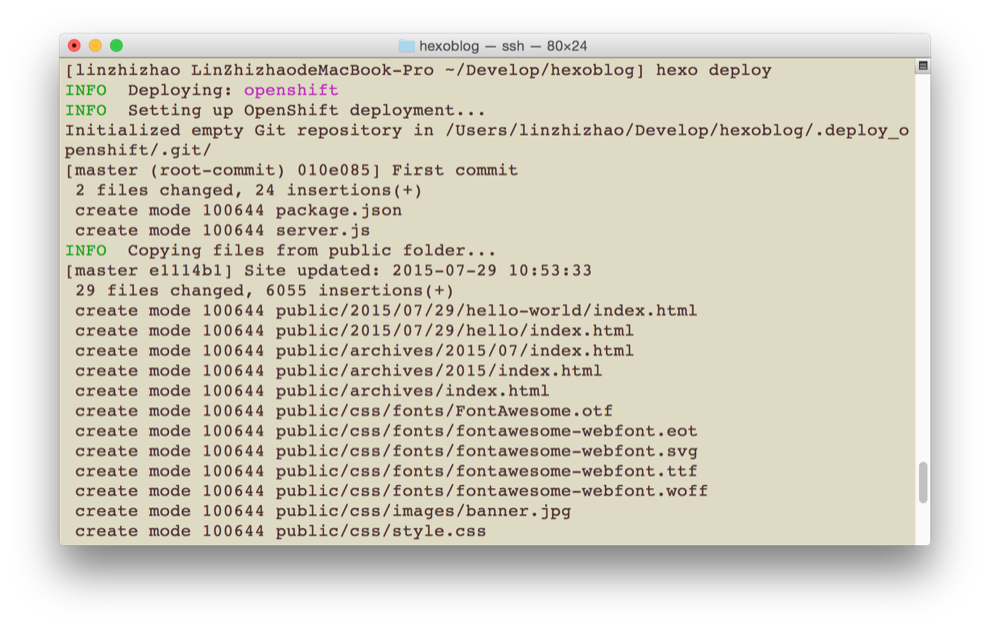 hexoblog — ssh — 80×24
[linzhizhao LinZhizhaodeMacBook-Pro ~/Develop/hexoblog] hexo deploy
INFO  Deploying: openshift
INFO  Setting up OpenShift deployment...
Initialized empty Git repository in /Users/linzhizhao/Develop/hexoblog/.deploy_o
penshift/.git/
[master (root-commit) 010e085] First commit
 2 files changed, 24 insertions(+)
 create mode 100644 package.json
 create mode 100644 server.js
INFO  Copying files from public folder...
[master e1114b1] Site updated: 2015-07-29 10:53:33
 29 files changed, 6055 insertions(+)
 create mode 100644 public/2015/07/29/hello-world/index.html
 create mode 100644 public/2015/07/29/hello/index.html
 create mode 100644 public/archives/2015/07/index.html
 create mode 100644 public/archives/2015/index.html
 create mode 100644 public/archives/index.html
 create mode 100644 public/css/fonts/FontAwesome.otf
 create mode 100644 public/css/fonts/fontawesome-webfont.eot
 create mode 100644 public/css/fonts/fontawesome-webfont.svg
 create mode 100644 public/css/fonts/fontawesome-webfont.ttf
 create mode 100644 public/css/fonts/fontawesome-webfont.woff
 create mode 100644 public/css/images/banner.jpg
 create mode 100644 public/css/style.css